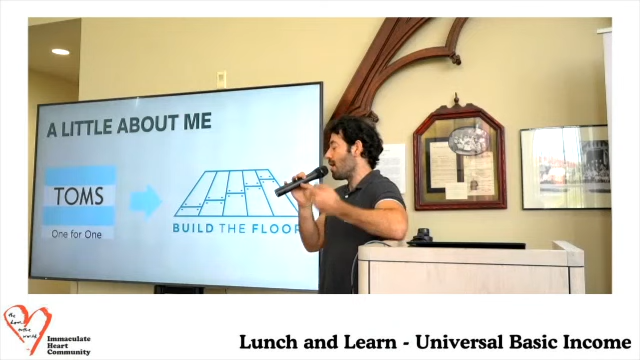 A LITTLE ABOUT ME
TOMS
One for One
BUILD THE FLOOR
Immaculate
Heart
Community
Lunch and Learn - Universal Basic Income